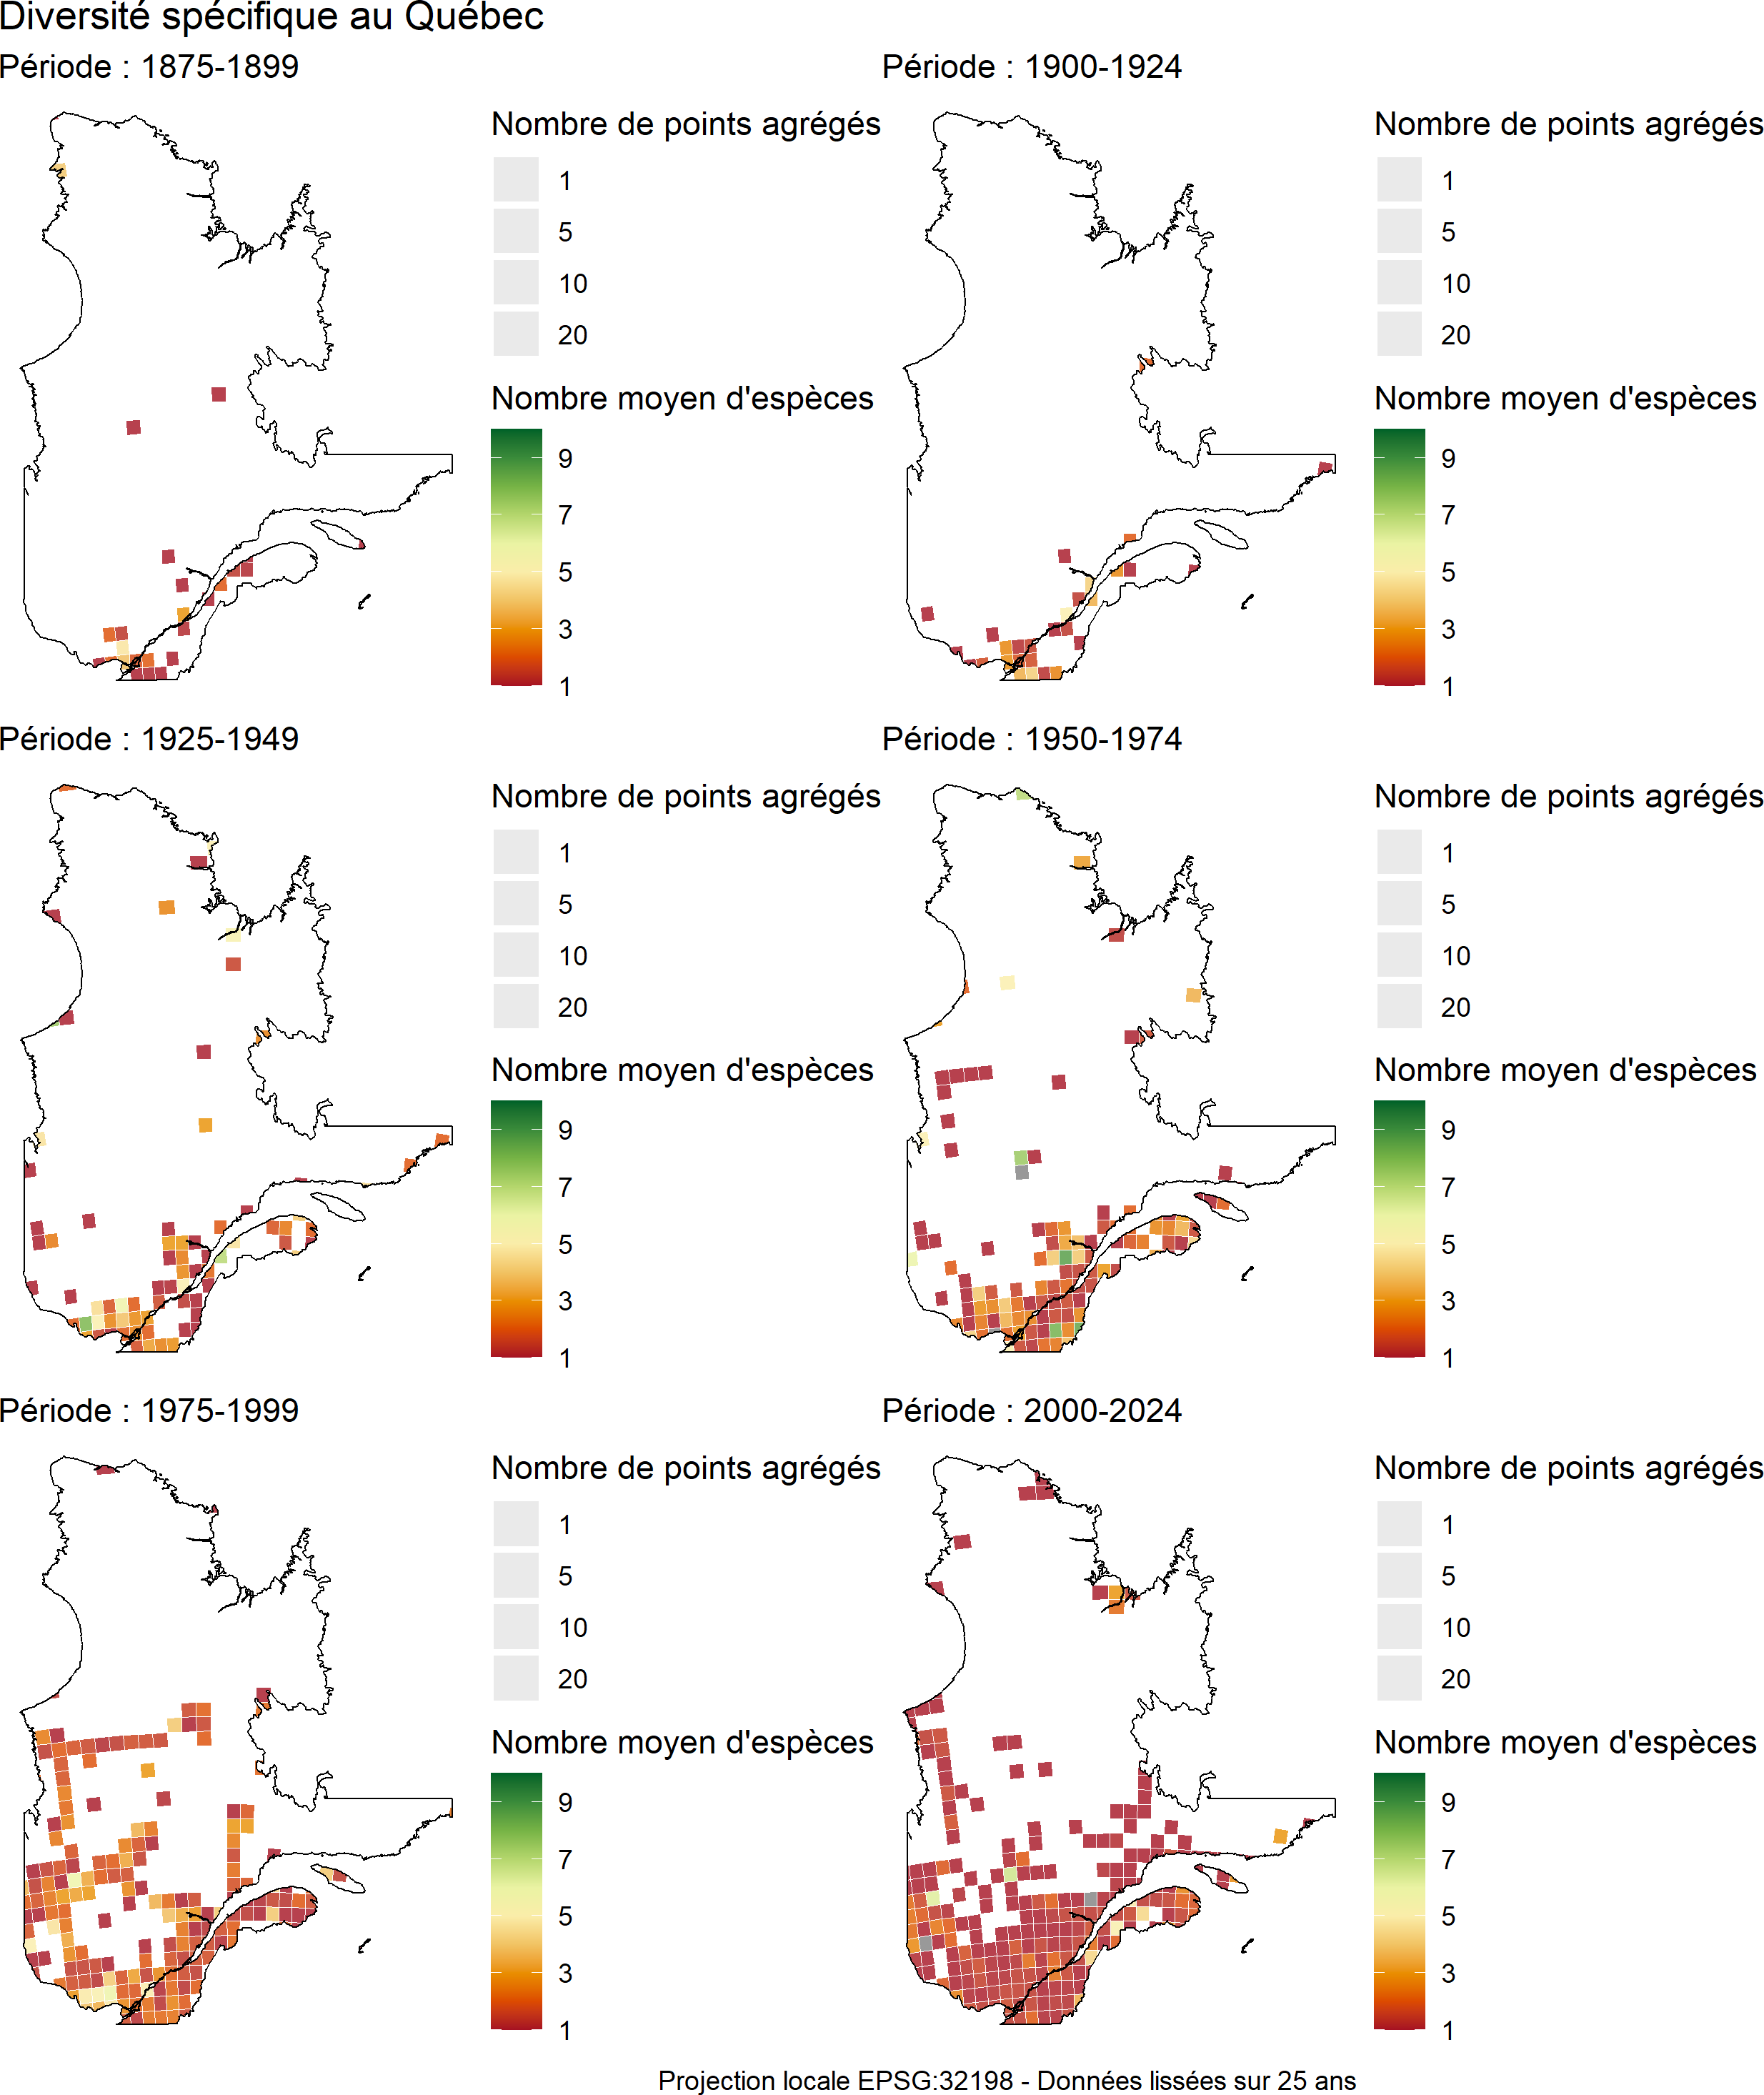 Diversité spécifique au Québec
Période : 1875-1899
Nombre de points agrégés
1
5
10
20
Nombre moyen d'espèces
9
7
5
3
1
Période : 1900-1924
Nombre de points agrégés
1
5
10
20
Nombre moyen d'espèces
9
7
5
3
1
Période : 1925-1949
Nombre de points agrégés
1
5
10
20
Nombre moyen d'espèces
9
7
5
3
1
Période : 1950-1974
Nombre de points agrégés
1
5
10
20
Nombre moyen d'espèces
9
7
5
3
1
Période : 1975-1999
Nombre de points agrégés
1
5
10
20
Nombre moyen d'espèces
9
7
5
3
1
Période : 2000-2024
Nombre de points agrégés
1
5
10
20
Nombre moyen d'espèces
9
7
5
3
1
Projection locale EPSG:32198 - Données lissées sur 25 ans